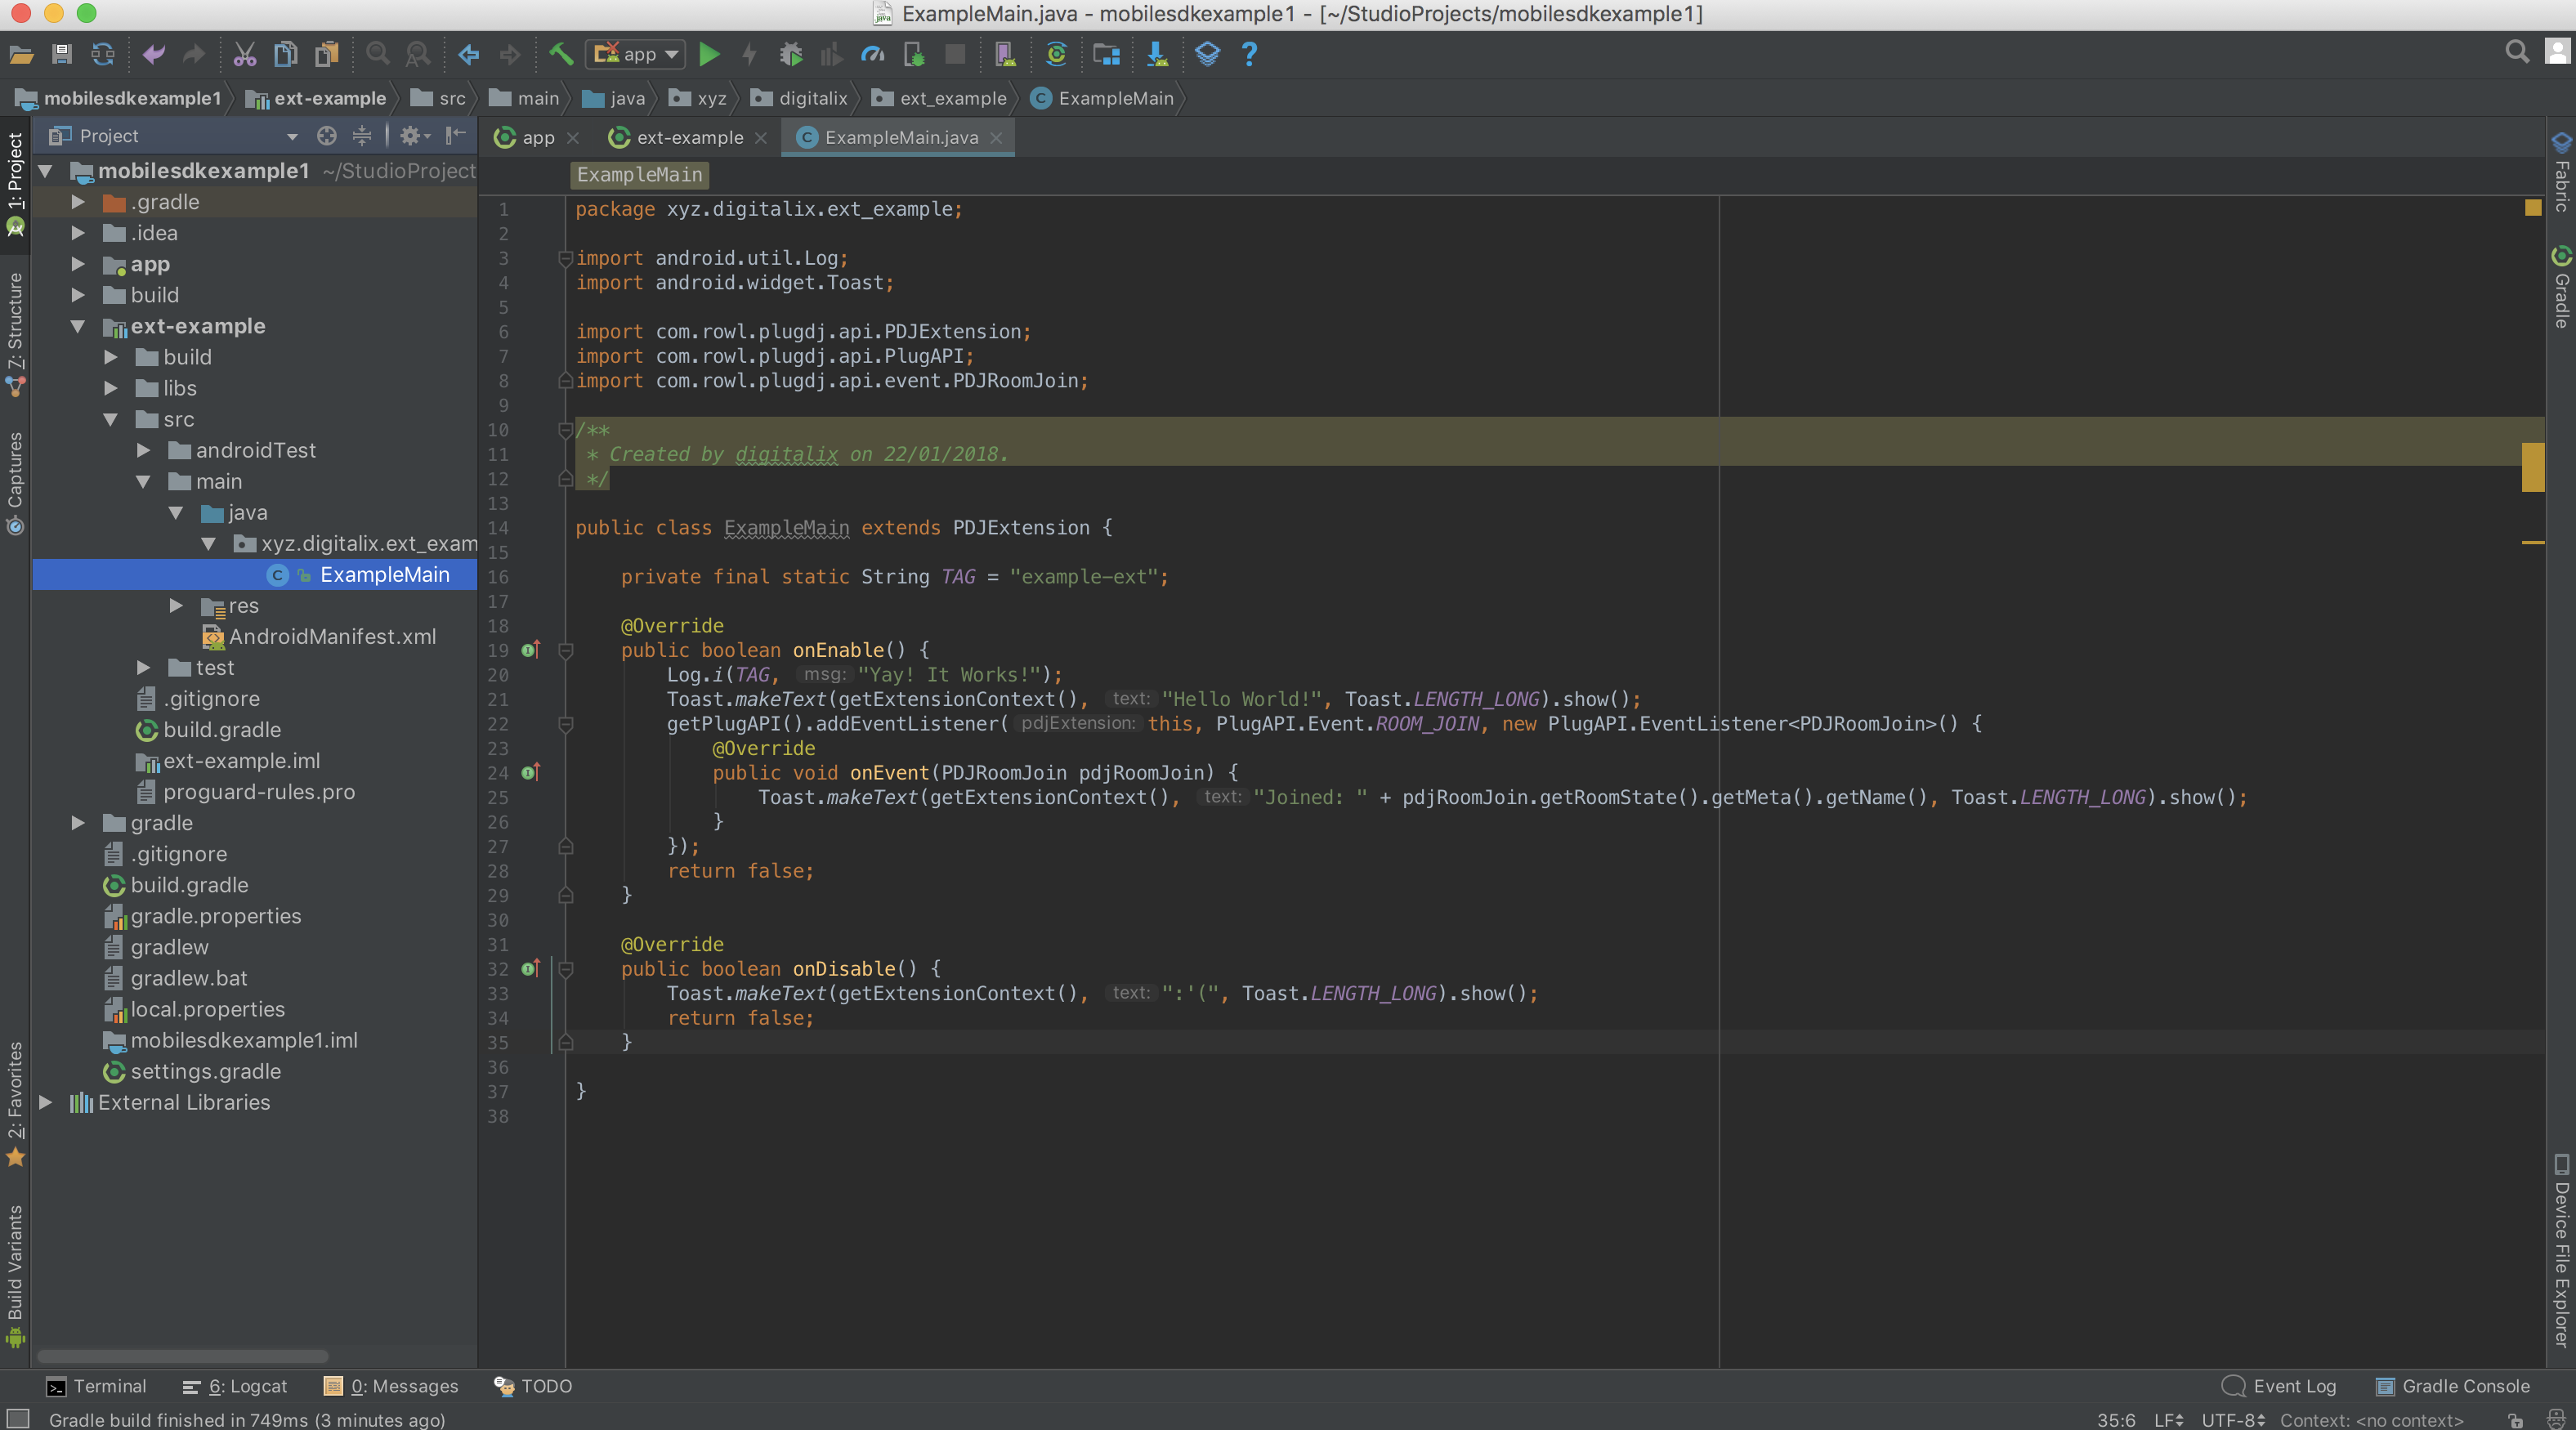 ExampleMain.java - mobilesdkexample1 - [~/StudioProjects/mobilesdkexample1]
app
mobilesdkexample1 ext-example src main java xyz digitalix ext_example ExampleMain
1: Project
Z: Structure
Captures
2: Favorites
Build Variants
Project
mobilesdkexample1 ~/StudioProject
.gradle
.idea
app
build
ext-example
build
libs
src
androidTest
main
java
xyz.digitalix.ext_exam
ExampleMain
res
AndroidManifest.xml
test
.gitignore
build.gradle
ext-example.iml
proguard-rules.pro
gradle
.gitignore
build.gradle
gradle.properties
gradlew
gradlew.bat
local.properties
mobilesdkexample1.iml
settings.gradle
External Libraries
app ext-example ExampleMain.java
ExampleMain
1 package xyz.digitalix.ext_example;
2
3 import android.util.Log;
4 import android.widget.Toast;
5
6 import com.rowl.plugdj.api.PDJExtension;
7 import com.rowl.plugdj.api.PlugAPI;
8 import com.rowl.plugdj.api.event.PDJRoomJoin;
9
10 /**
11 * Created by digitalix on 22/01/2018.
12 */
13
14 public class ExampleMain extends PDJExtension {
15
16 private final static String TAG = "example-ext";
17
18 @Override
19 public boolean onEnable() {
20 Log.i(TAG, msg: "Yay! It Works!");
21 Toast.makeText(getExtensionContext(), text: "Hello World!", Toast.LENGTH_LONG).show();
22 getPlugAPI().addEventListener( pdjExtension: this, PlugAPI.Event.ROOM_JOIN, new PlugAPI.EventListener<PDJRoomJoin>() {
23 @Override
24 public void onEvent(PDJRoomJoin pdjRoomJoin) {
25 Toast.makeText(getExtensionContext(), text: "Joined: " + pdjRoomJoin.getRoomState().getMeta().getName(), Toast.LENGTH_LONG).show();
26 }
27 });
28 return false;
29 }
30
31 @Override
32 public boolean onDisable() {
33 Toast.makeText(getExtensionContext(), text: ":'(", Toast.LENGTH_LONG).show();
34 return false;
35 }
36
37 }
38
Fabric
Gradle
Device File Explorer
Terminal 6: Logcat 0: Messages TODO Event Log Gradle Console
Gradle build finished in 749ms (3 minutes ago) 35:6 LF UTF-8 Context: <no context>